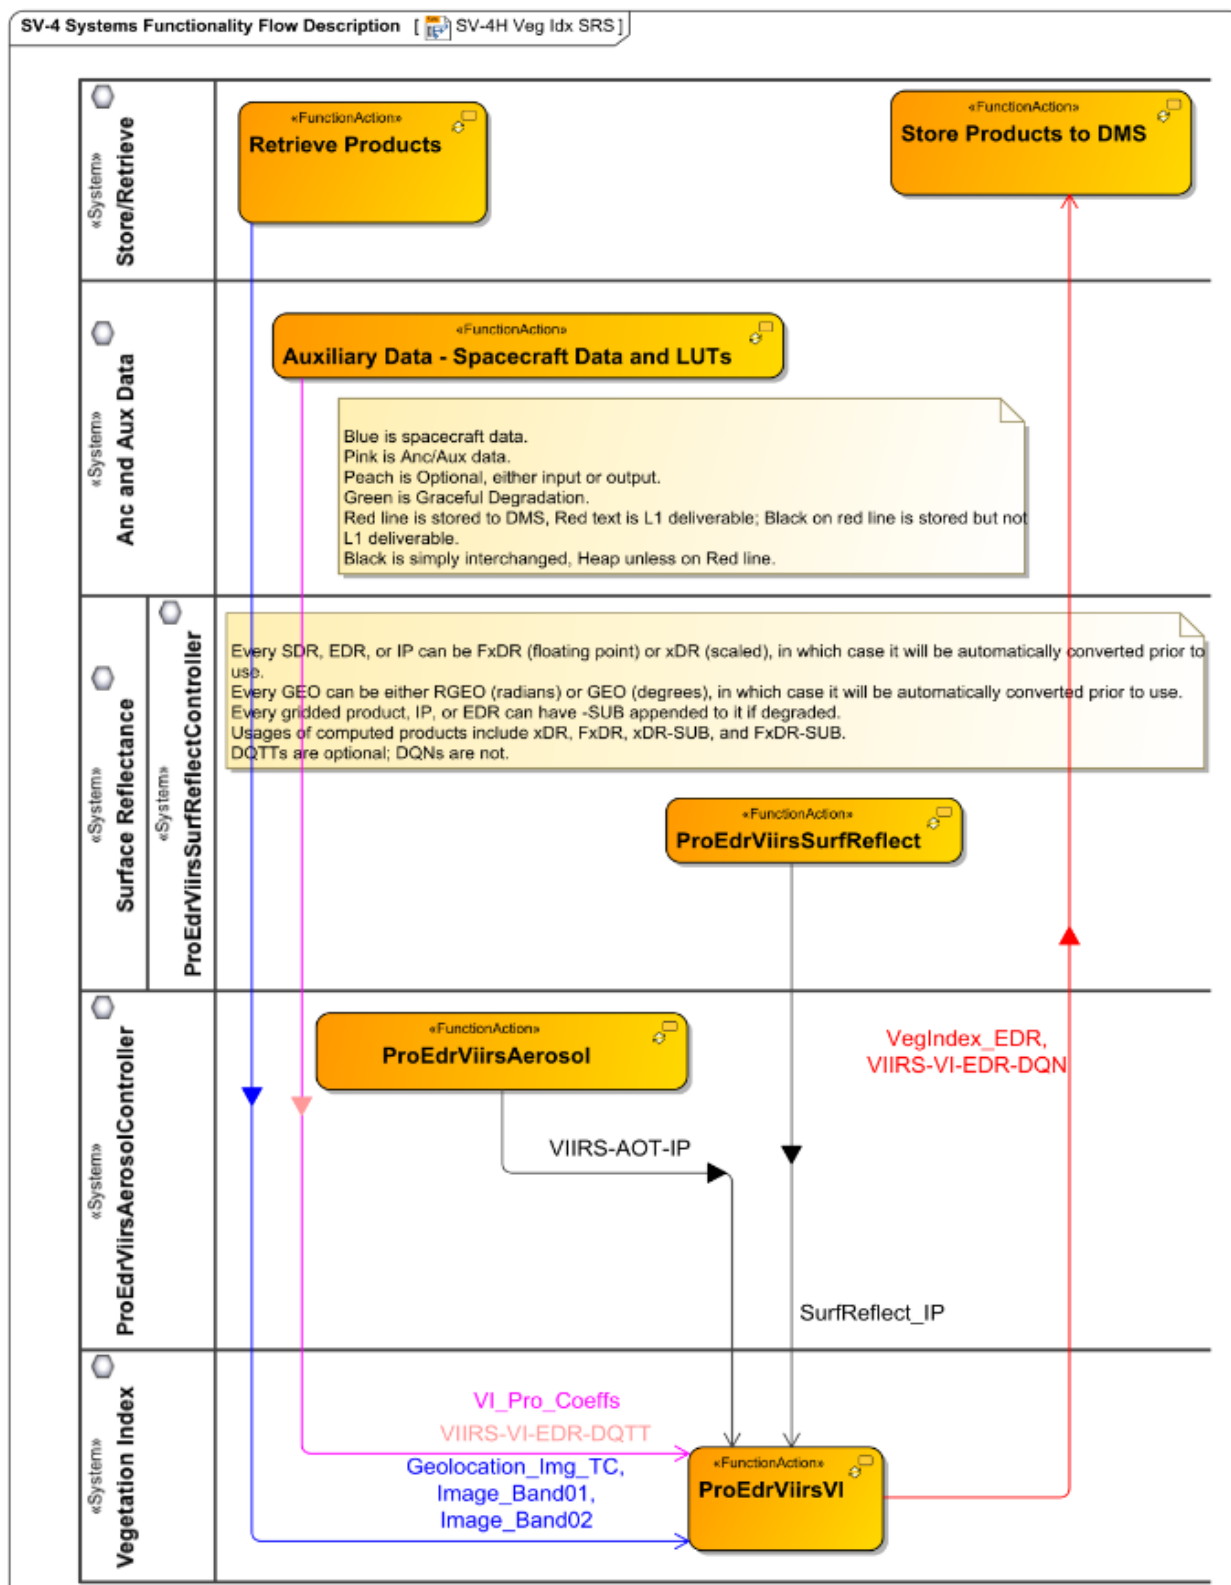 SV-4 Systems Functionality Flow Description [ SV-4H Veg Idx SRS ]
«System»
Store/Retrieve
«FunctionAction»
Retrieve Products
«FunctionAction»
Store Products to DMS
«System»
Anc and Aux Data
«FunctionAction»
Auxiliary Data - Spacecraft Data and LUTs
Blue is spacecraft data.
Pink is Anc/Aux data.
Peach is Optional, either input or output.
Green is Graceful Degradation.
Red line is stored to DMS, Red text is L1 deliverable; Black on red line is stored but not
L1 deliverable.
Black is simply interchanged, Heap unless on Red line.
«System»
Surface Reflectance
«System»
ProEdrViirsSurfReflectController
Every SDR, EDR, or IP can be FxDR (floating point) or xDR (scaled), in which case it will be automatically converted prior to
use.
Every GEO can be either RGEO (radians) or GEO (degrees), in which case it will be automatically converted prior to use.
Every gridded product, IP, or EDR can have -SUB appended to it if degraded.
Usages of computed products include xDR, FxDR, xDR-SUB, and FxDR-SUB.
DQTTs are optional; DQNs are not.
«FunctionAction»
ProEdrViirsSurfReflect
«System»
ProEdrViirsAerosolController
«FunctionAction»
ProEdrViirsAerosol
VegIndex_EDR,
VIIRS-VI-EDR-DQN
VIIRS-AOT-IP
SurfReflect_IP
«System»
Vegetation Index
VI_Pro_Coeffs
VIIRS-VI-EDR-DQTT
Geolocation_Img_TC,
Image_Band01,
Image_Band02
«FunctionAction»
ProEdrViirsVI